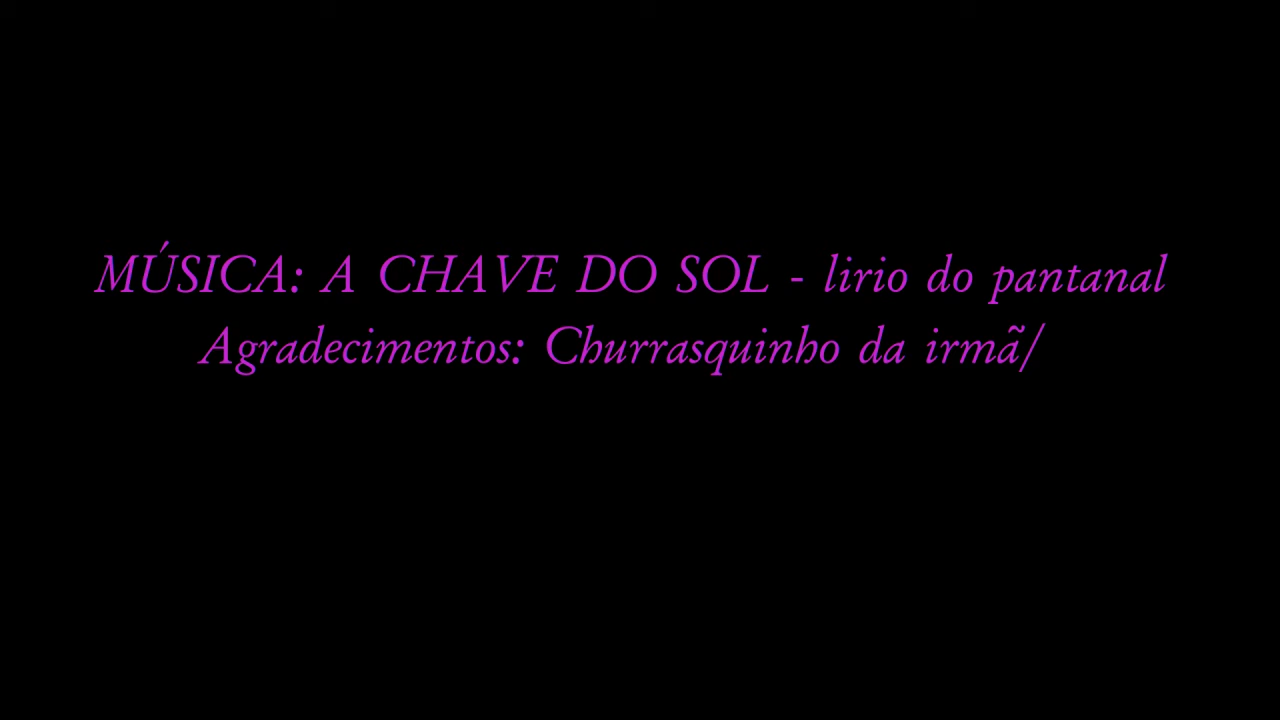 MÚSICA: A CHAVE DO SOL - lirio do pantanal
Agradecimentos: Churrasquinho da irmã/